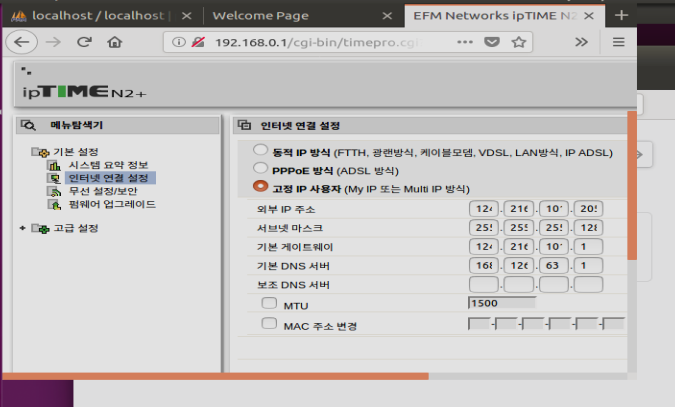 localhost / localhost | × Welcome Page × EFM Networks ipTIME N2 × +
192.168.0.1/cgi-bin/timepro.cgi
ipTIME N2+
메뉴탐색기
기본 설정
시스템 요약 정보
인터넷 연결 설정
무선 설정/보안
펌웨어 업그레이드
고급 설정
인터넷 연결 설정
동적 IP 방식 (FTTH, 광랜방식, 케이블모뎀, VDSL, LAN방식, IP ADSL)
PPPoE 방식 (ADSL 방식)
고정 IP 사용자 (My IP 또는 Multi IP 방식)
외부 IP 주소 124 . 216 . 10 . 205
서브넷 마스크 255 . 255 . 255 . 128
기본 게이트웨이 124 . 216 . 10 . 1
기본 DNS 서버 168 . 126 . 63 . 1
보조 DNS 서버 . . .
MTU 1500
MAC 주소 변경 - - - - -